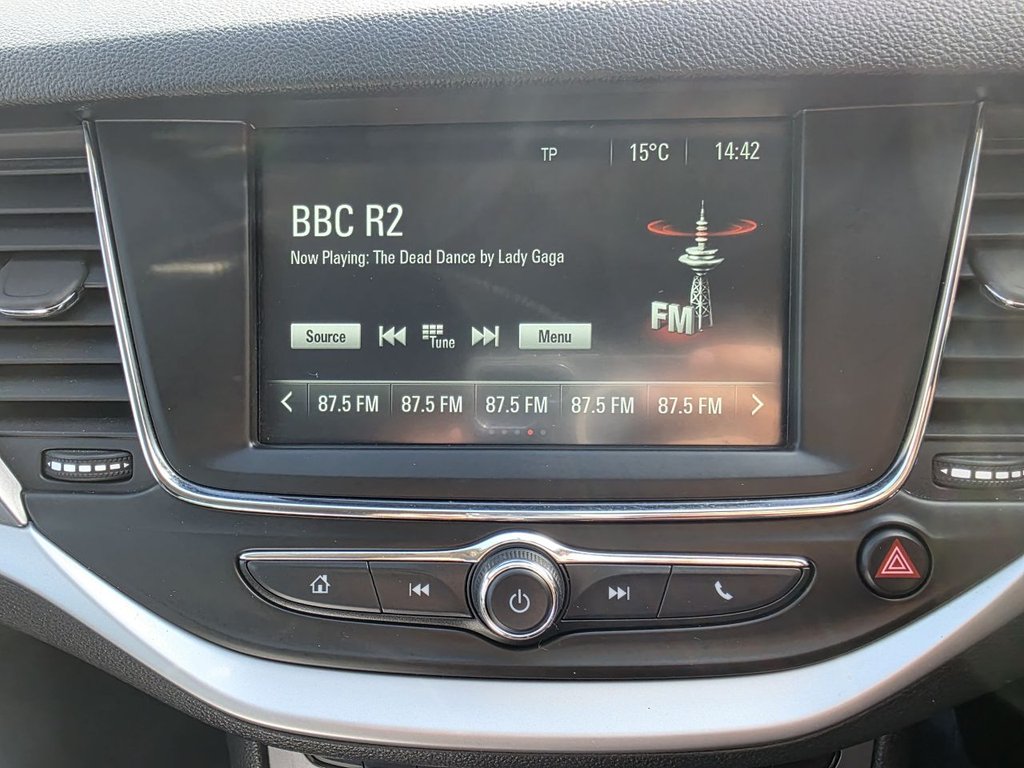 TP 15°C 14:42
BBC R2
Now Playing: The Dead Dance by Lady Gaga
FM
Source Tune Menu
87.5 FM 87.5 FM 87.5 FM 87.5 FM 87.5 FM